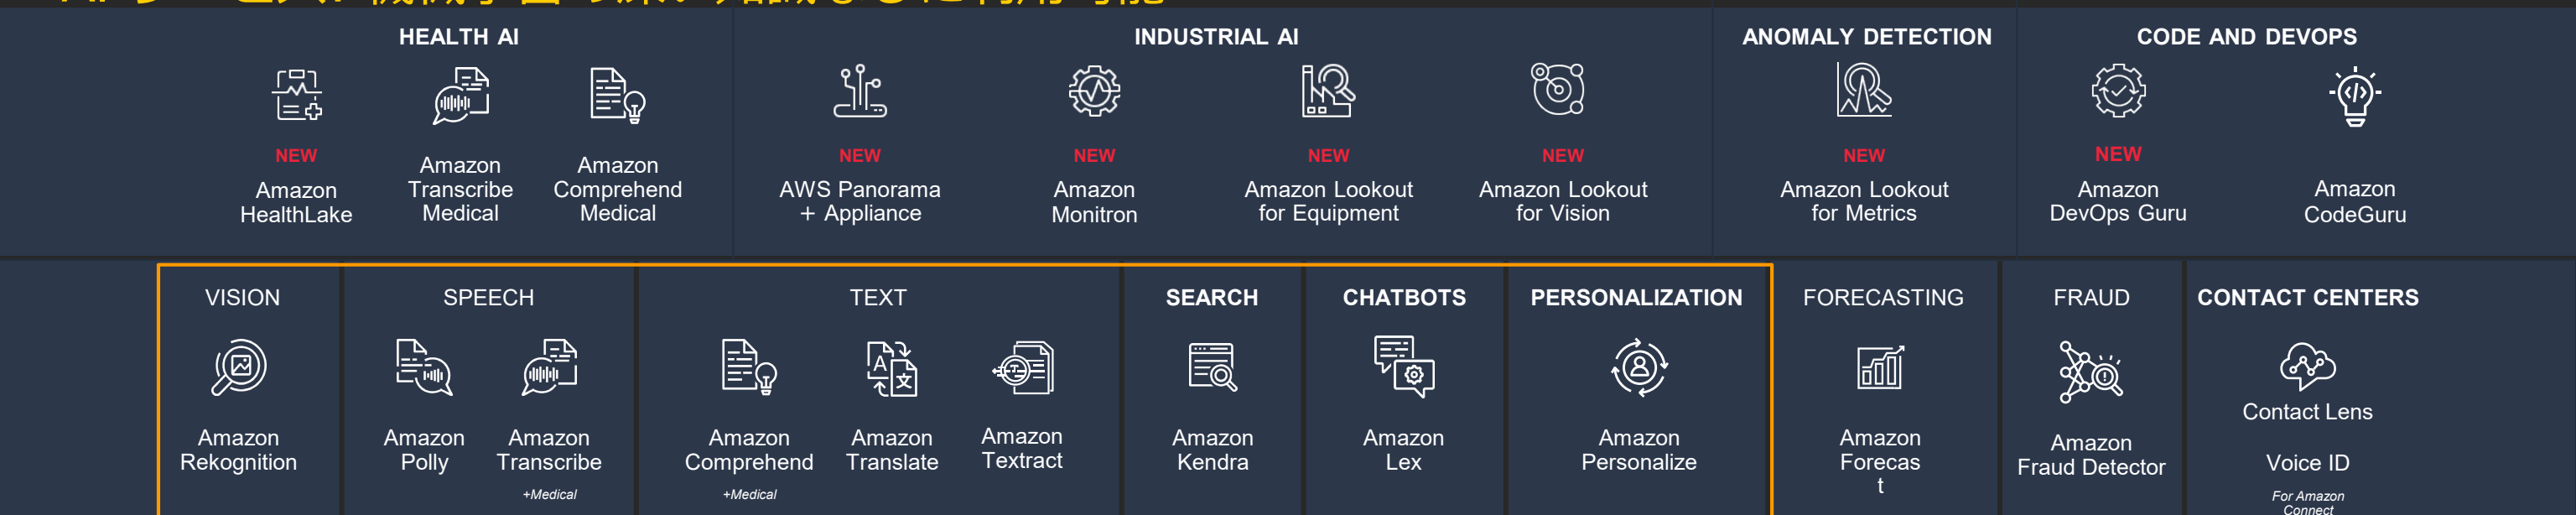 HEALTH AI
NEW
Amazon
HealthLake
Amazon
Transcribe
Medical
Amazon
Comprehend
Medical
INDUSTRIAL AI
NEW
AWS Panorama
+ Appliance
NEW
Amazon
Monitron
NEW
Amazon Lookout
for Equipment
NEW
Amazon Lookout
for Vision
ANOMALY DETECTION
NEW
Amazon Lookout
for Metrics
CODE AND DEVOPS
NEW
Amazon
DevOps Guru
Amazon
CodeGuru
VISION
Amazon
Rekognition
SPEECH
Amazon
Polly
Amazon
Transcribe
+Medical
TEXT
Amazon
Comprehend
+Medical
Amazon
Translate
Amazon
Textract
SEARCH
Amazon
Kendra
CHATBOTS
Amazon
Lex
PERSONALIZATION
Amazon
Personalize
FORECASTING
Amazon
Forecas
t
FRAUD
Amazon
Fraud Detector
CONTACT CENTERS
Contact Lens
Voice ID
For Amazon
Connect